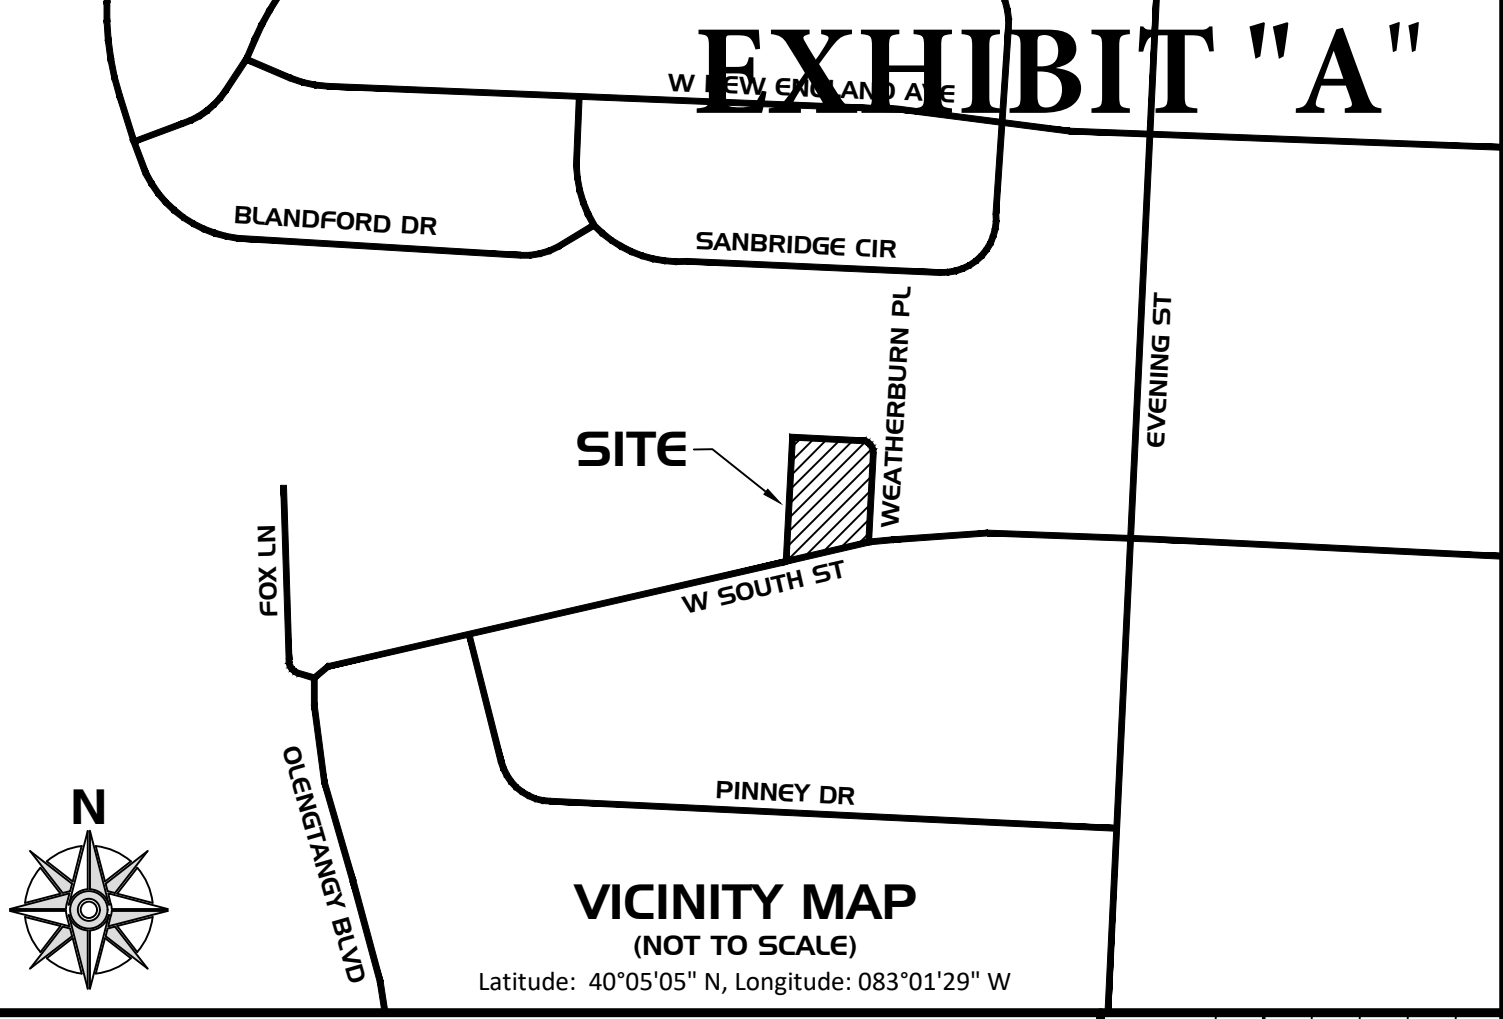 EXHIBIT "A"
W NEW ENGLAND AVE
BLANDFORD DR
SANBRIDGE CIR
WEATHERBURN PL
EVENING ST
SITE
FOX LN
W SOUTH ST
OLENGTANGY BLVD
PINNEY DR
N
VICINITY MAP
(NOT TO SCALE)
Latitude:  40°05'05" N, Longitude: 083°01'29" W